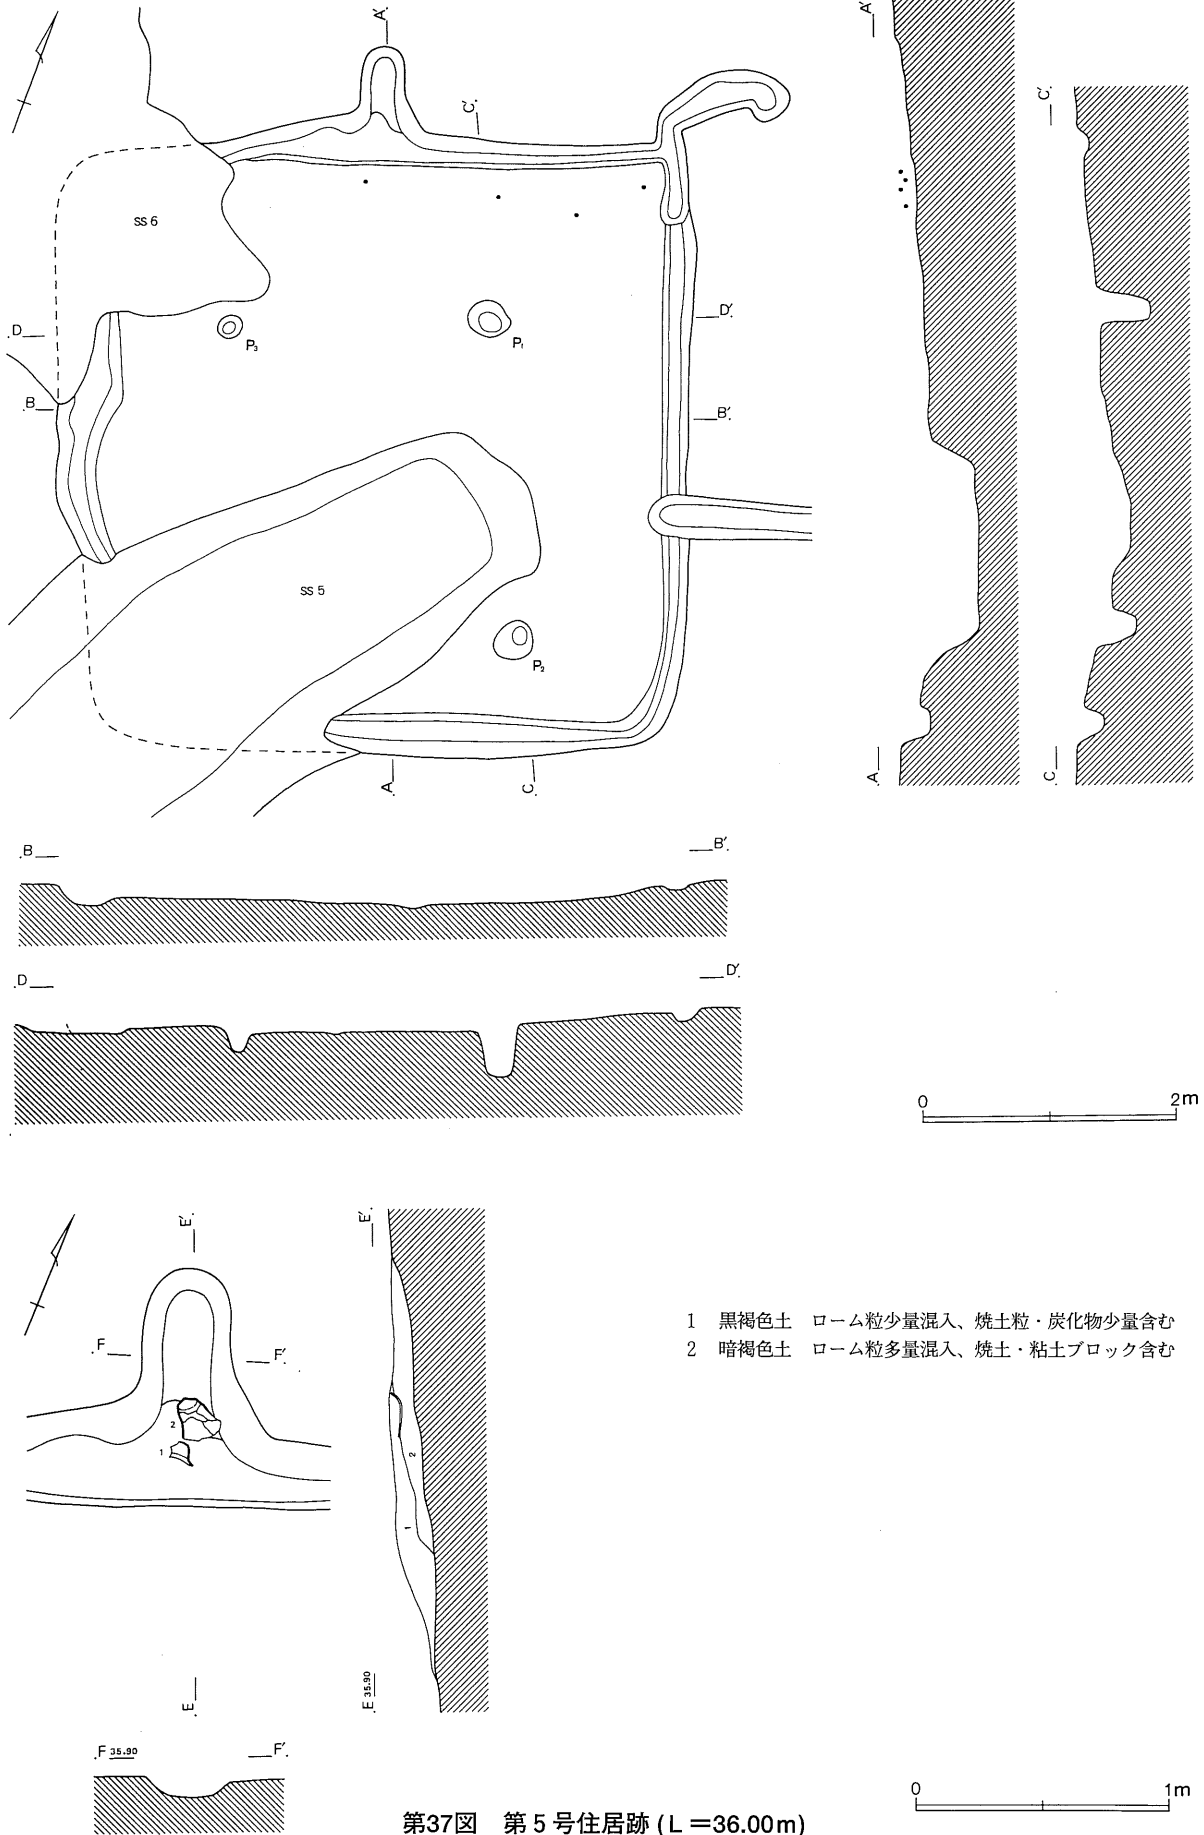 A'.
A'.
C'.
C'.
SS 6
.D
D'.
P₃
P₁
.B
B'.
SS 5
P₂
.A
.C
.A
.C
.B
B'.
.D
D'.
0 2m
E'.
E'.
1 黒褐色土 ローム粒少量混入、焼土粒・炭化物少量含む
2 暗褐色土 ローム粒多量混入、焼土・粘土ブロック含む
.F
F'.
2
1
2
1
.E
.E 35.90
.F 35.90
F'.
0 1m
第37図 第5号住居跡 (L=36.00m)